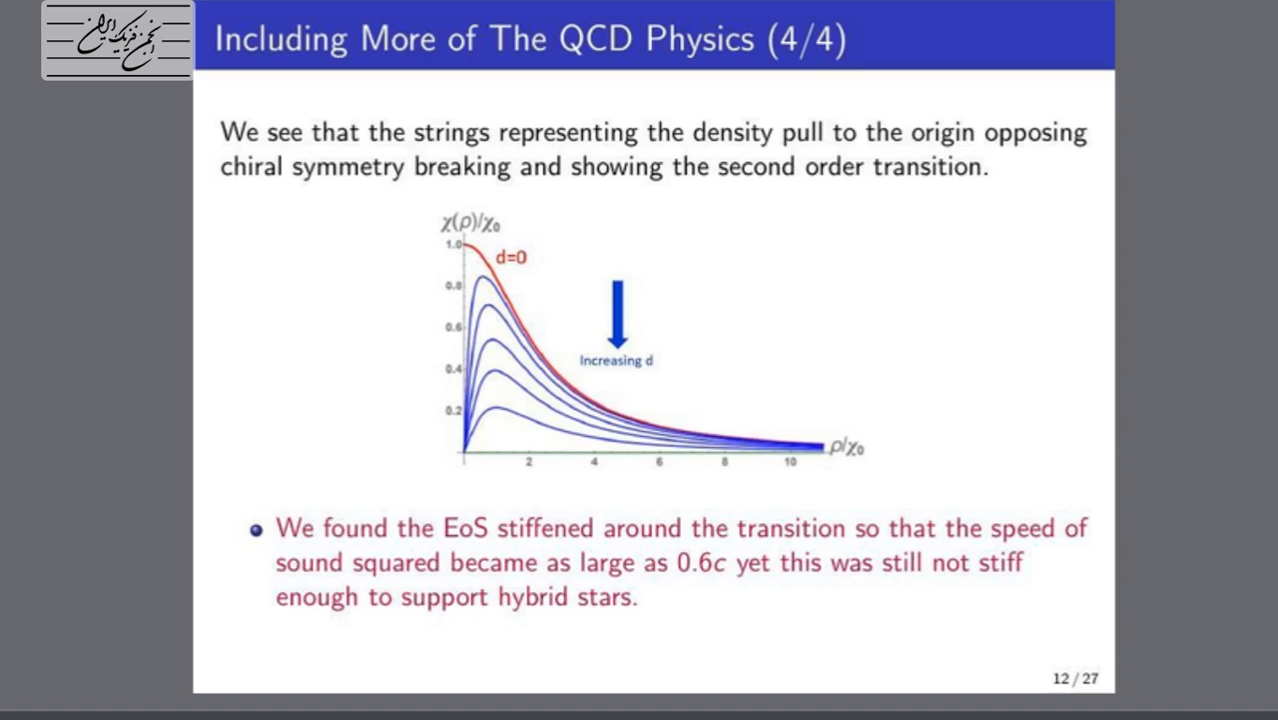 انجمن فیزیک ایران
Including More of The QCD Physics (4/4)
We see that the strings representing the density pull to the origin opposing
chiral symmetry breaking and showing the second order transition.
χ(ρ)/χ₀
1.0
d=0
0.8
0.6
Increasing d
0.4
0.2
ρ/χ₀
2 4 6 8 10
We found the EoS stiffened around the transition so that the speed of
sound squared became as large as 0.6c yet this was still not stiff
enough to support hybrid stars.
12 / 27